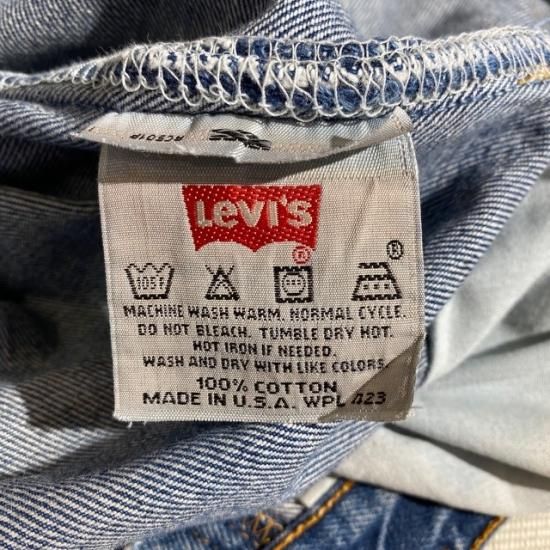 Levi's
®
®
105F
MACHINE WASH WARM. NORMAL CYCLE.
DO NOT BLEACH. TUMBLE DRY HOT.
HOT IRON IF NEEDED.
WASH AND DRY WITH LIKE COLORS.
100% COTTON
MADE IN U.S.A. WPL 423